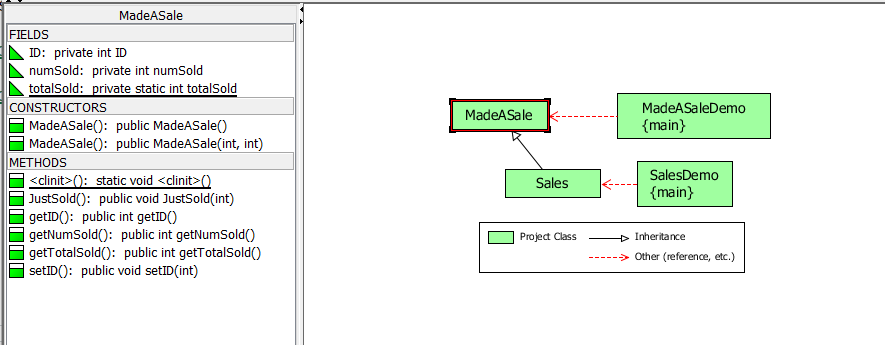 MadeASale
FIELDS
ID: private int ID
numSold: private int numSold
totalSold: private static int totalSold
CONSTRUCTORS
MadeASale(): public MadeASale()
MadeASale(): public MadeASale(int, int)
METHODS
<clinit>(): static void <clinit>()
JustSold(): public void JustSold(int)
getID(): public int getID()
getNumSold(): public int getNumSold()
getTotalSold(): public int getTotalSold()
setID(): public void setID(int)
MadeASale
MadeASaleDemo
{main}
Sales
SalesDemo
{main}
Project Class
Inheritance
Other (reference, etc.)